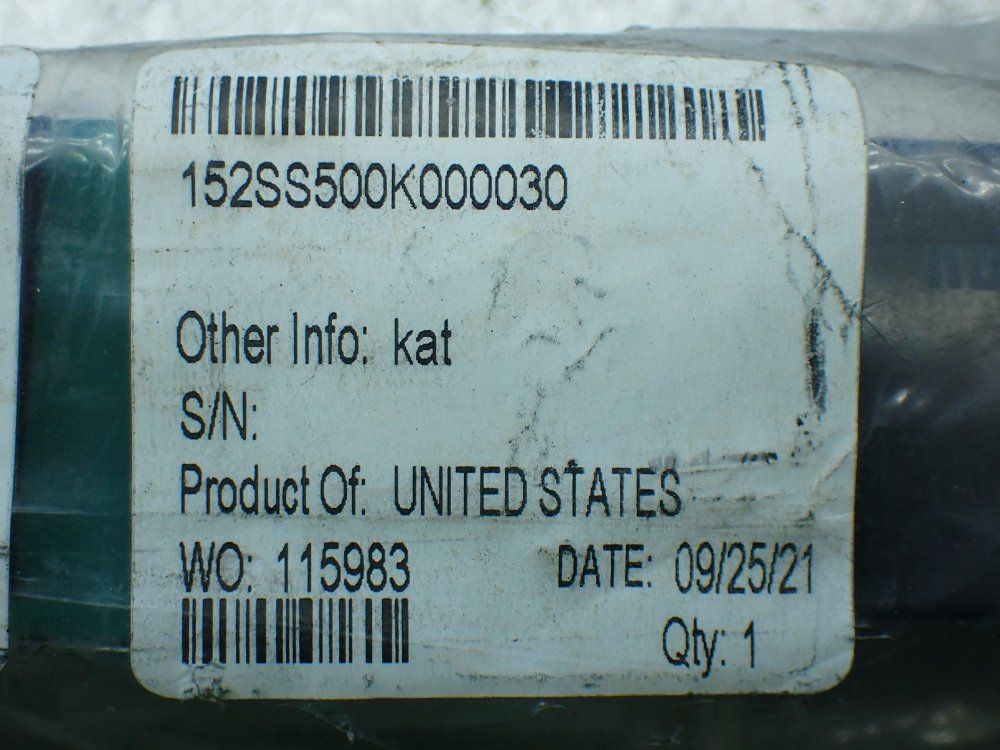 152SS500K000030
Other Info: kat
S/N:
Product Of: UNITED STATES
WO: 115983 DATE: 09/25/21
Qty: 1